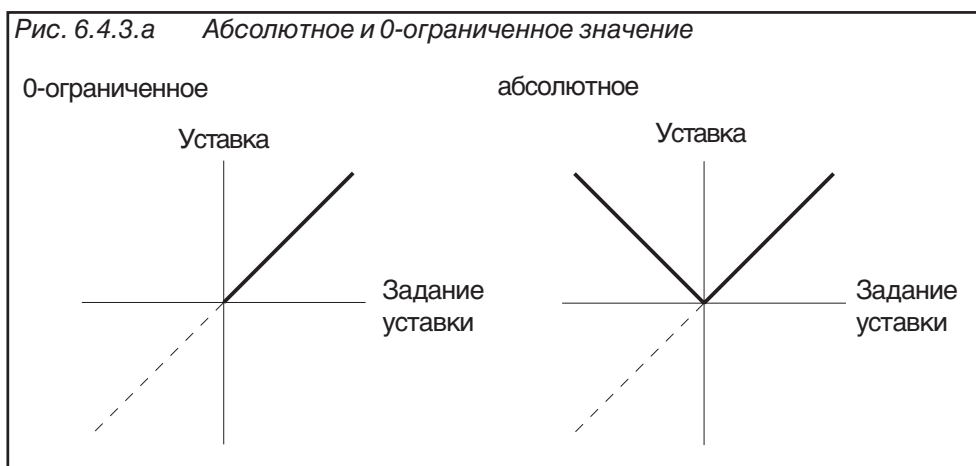 Рис. 6.4.3.а Абсолютное и 0-ограниченное значение
0-ограниченное
Уставка
Задание
уставки
абсолютное
Уставка
Задание
уставки